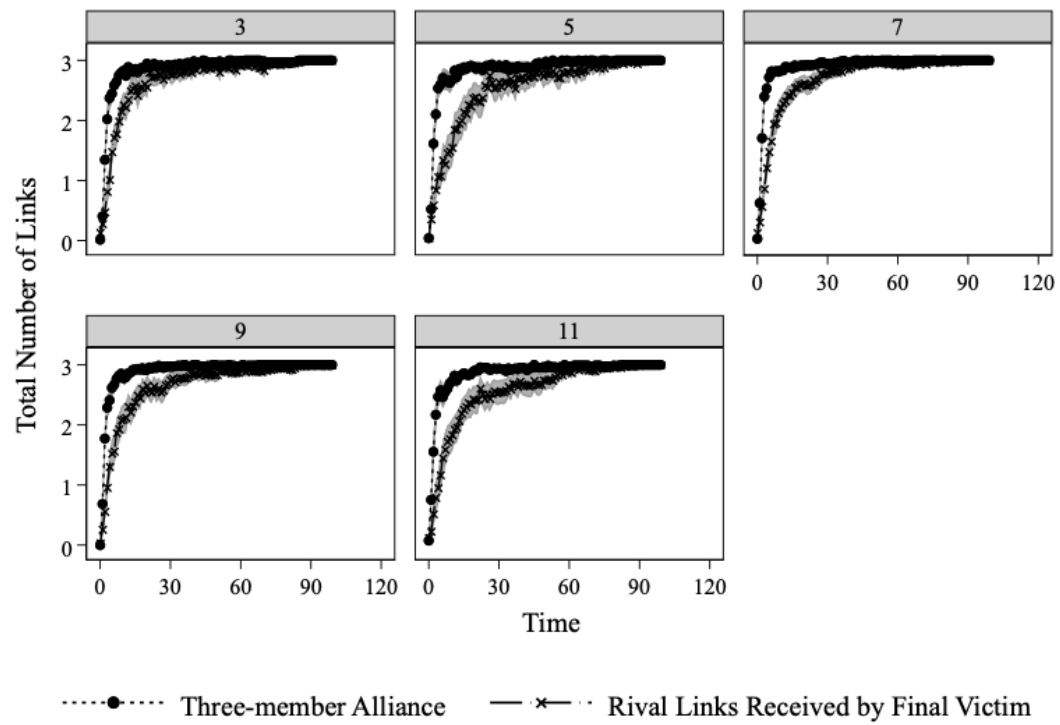 3 5 7
3
2
1
0
0 30 60 90 120
9 11
3
2
1
0
0 30 60 90 120 0 30 60 90 120
Total Number of Links
Time
Three-member Alliance Rival Links Received by Final Victim